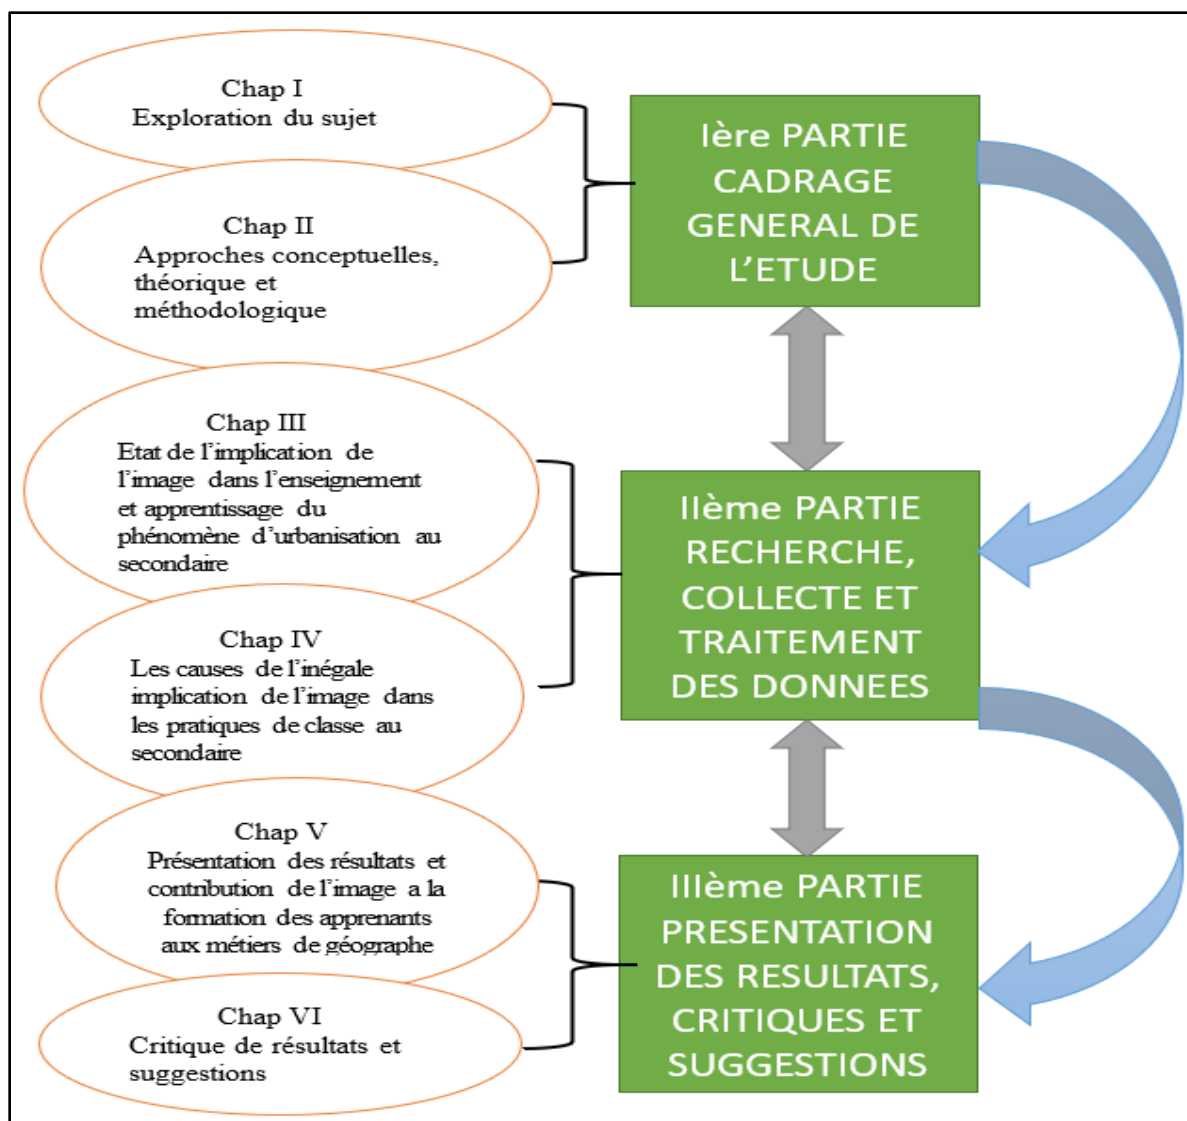 Chap I
Exploration du sujet
Chap II
Approches conceptuelles,
théorique et
méthodologique
Ière PARTIE
CADRAGE
GENERAL DE
L'ETUDE
Chap III
Etat de l'implication de
l'image dans l'enseignement
et apprentissage du
phénomène d'urbanisation au
secondaire
Chap IV
Les causes de l'inégale
implication de l'image dans
les pratiques de classe au
secondaire
IIème PARTIE
RECHERCHE,
COLLECTE ET
TRAITEMENT
DES DONNEES
Chap V
Présentation des résultats et
contribution de l'image a la
formation des apprenants
aux métiers de géographe
Chap VI
Critique de résultats et
suggestions
IIIème PARTIE
PRESENTATION
DES RESULTATS,
CRITIQUES ET
SUGGESTIONS